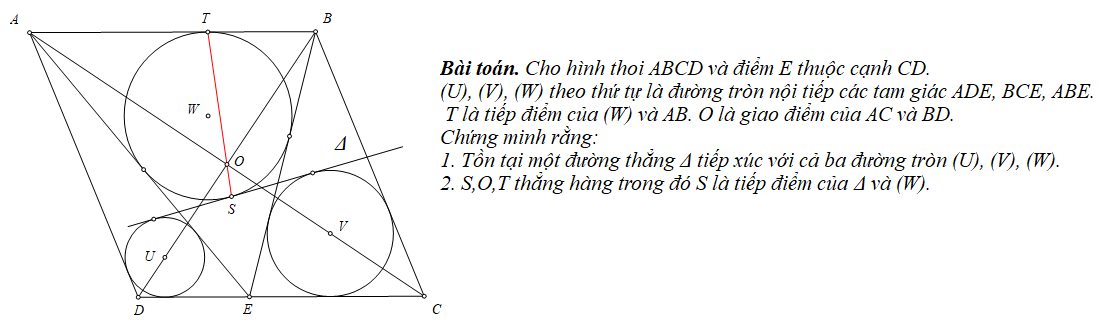 A T B
W
O Δ
S
U V
D E C
Bài toán. Cho hình thoi ABCD và điểm E thuộc cạnh CD.
(U), (V), (W) theo thứ tự là đường tròn nội tiếp các tam giác ADE, BCE, ABE.
T là tiếp điểm của (W) và AB. O là giao điểm của AC và BD.
Chứng minh rằng:
1. Tồn tại một đường thẳng Δ tiếp xúc với cả ba đường tròn (U), (V), (W).
2. S,O,T thẳng hàng trong đó S là tiếp điểm của Δ và (W).